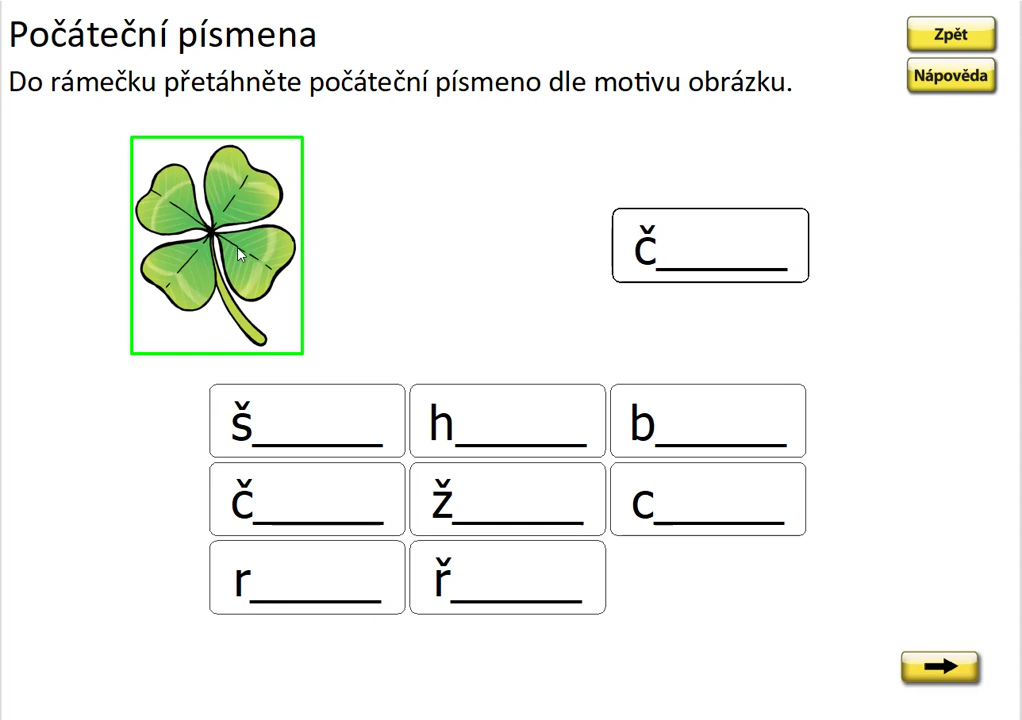 Počáteční písmena
Zpět
Do rámečku přetáhněte počáteční písmeno dle motivu obrázku.
Nápověda
č______
š______ h______ b______
č______ ž______ c______
r______ ř______